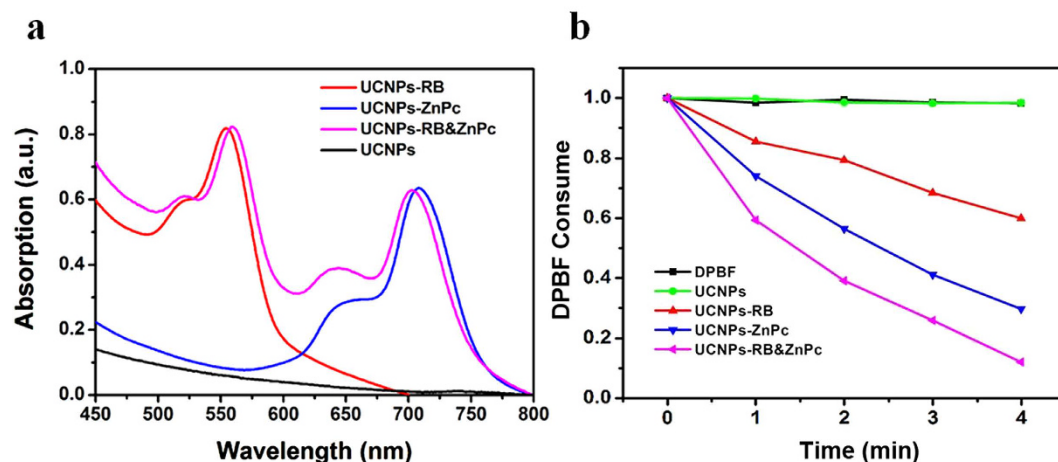 a
Absorption (a.u.)
1.0
0.8
0.6
0.4
0.2
0.0
450
500
550
600
650
700
750
800
Wavelength (nm)
UCNPs-RB
UCNPs-ZnPc
UCNPs-RB&ZnPc
UCNPs
b
DPBF Consume
1.0
0.8
0.6
0.4
0.2
0.0
0
1
2
3
4
Time (min)
DPBF
UCNPs
UCNPs-RB
UCNPs-ZnPc
UCNPs-RB&ZnPc